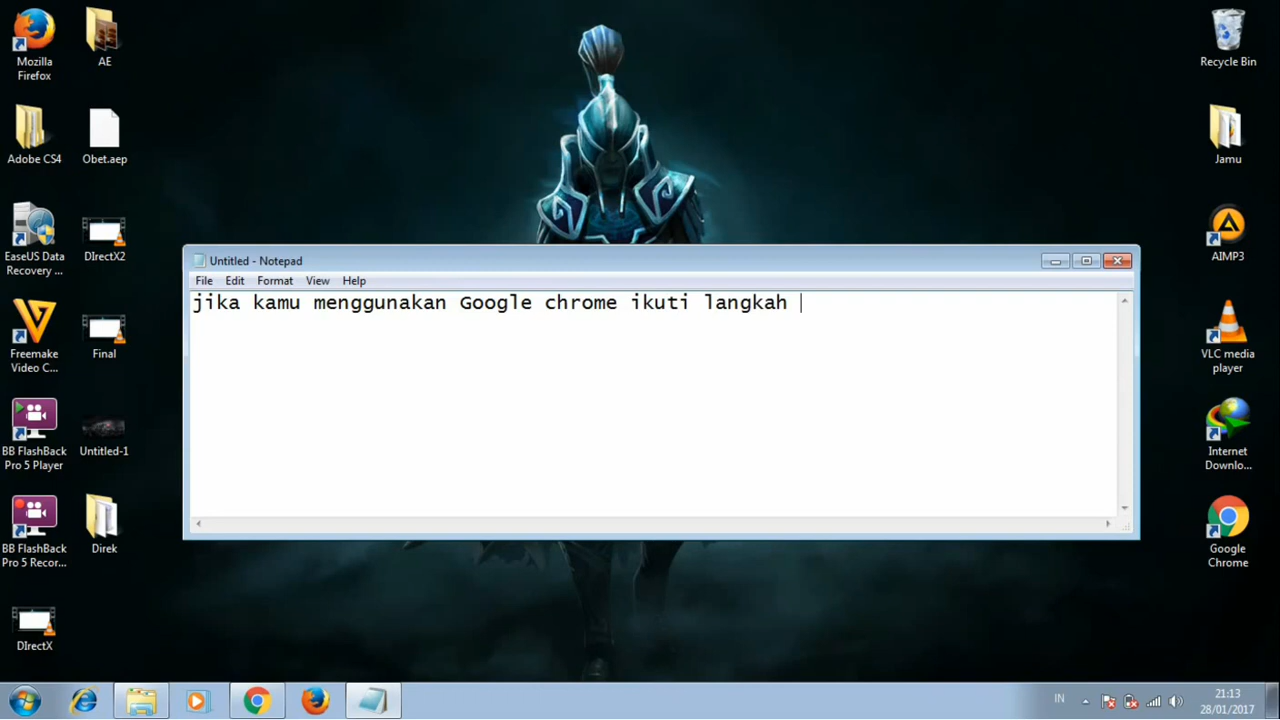 Mozilla
Firefox
AE
Recycle Bin
Adobe CS4
Obet.aep
Jamu
EaseUS Data
Recovery ...
DIrectX2
AIMP3
Untitled - Notepad
File Edit Format View Help
jika kamu menggunakan Google chrome ikuti langkah
Freemake
Video C...
Final
VLC media
player
BB FlashBack
Pro 5 Player
Untitled-1
Internet
Downlo...
BB FlashBack
Pro 5 Recor...
Direk
Google
Chrome
DIrectX
IN
21:13
28/01/2017